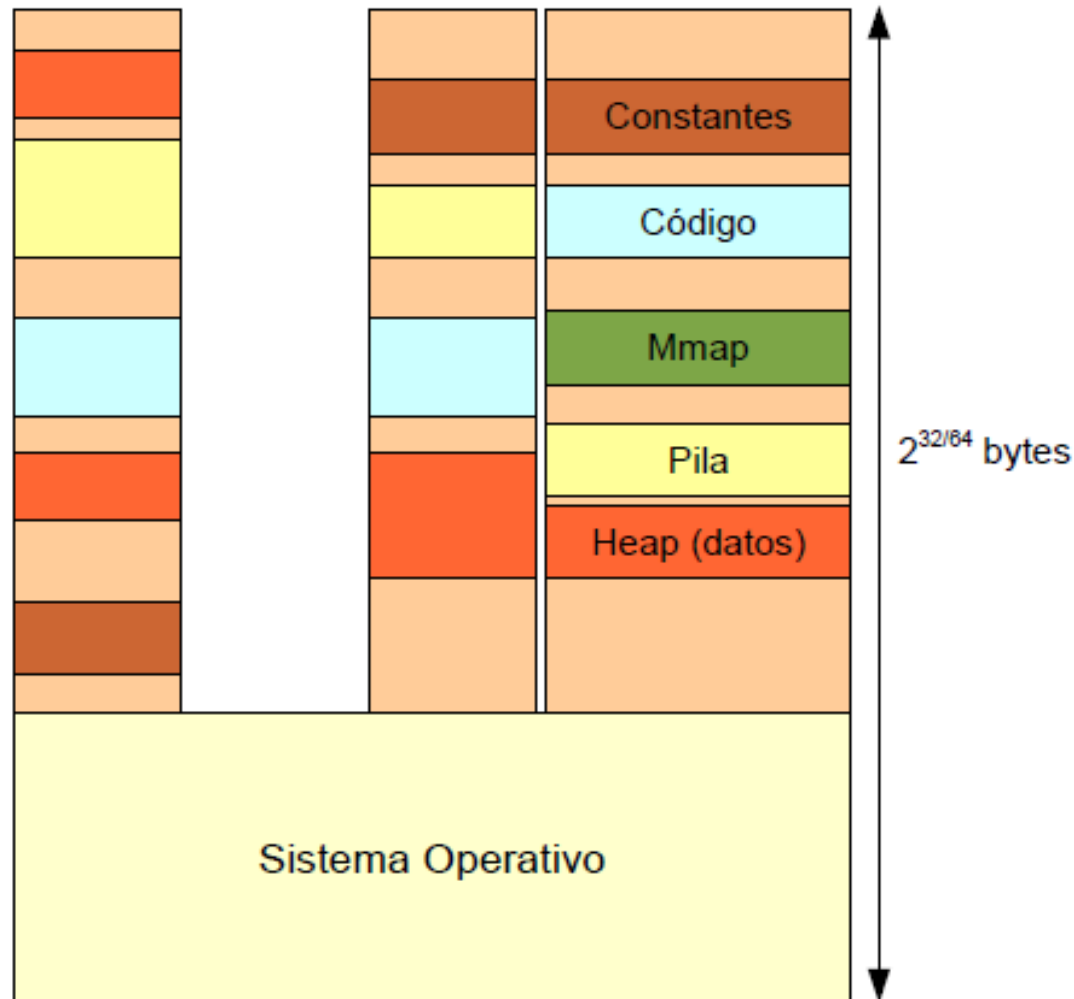 Constantes
Código
Mmap
Pila
2^32/64 bytes
Heap (datos)
Sistema Operativo